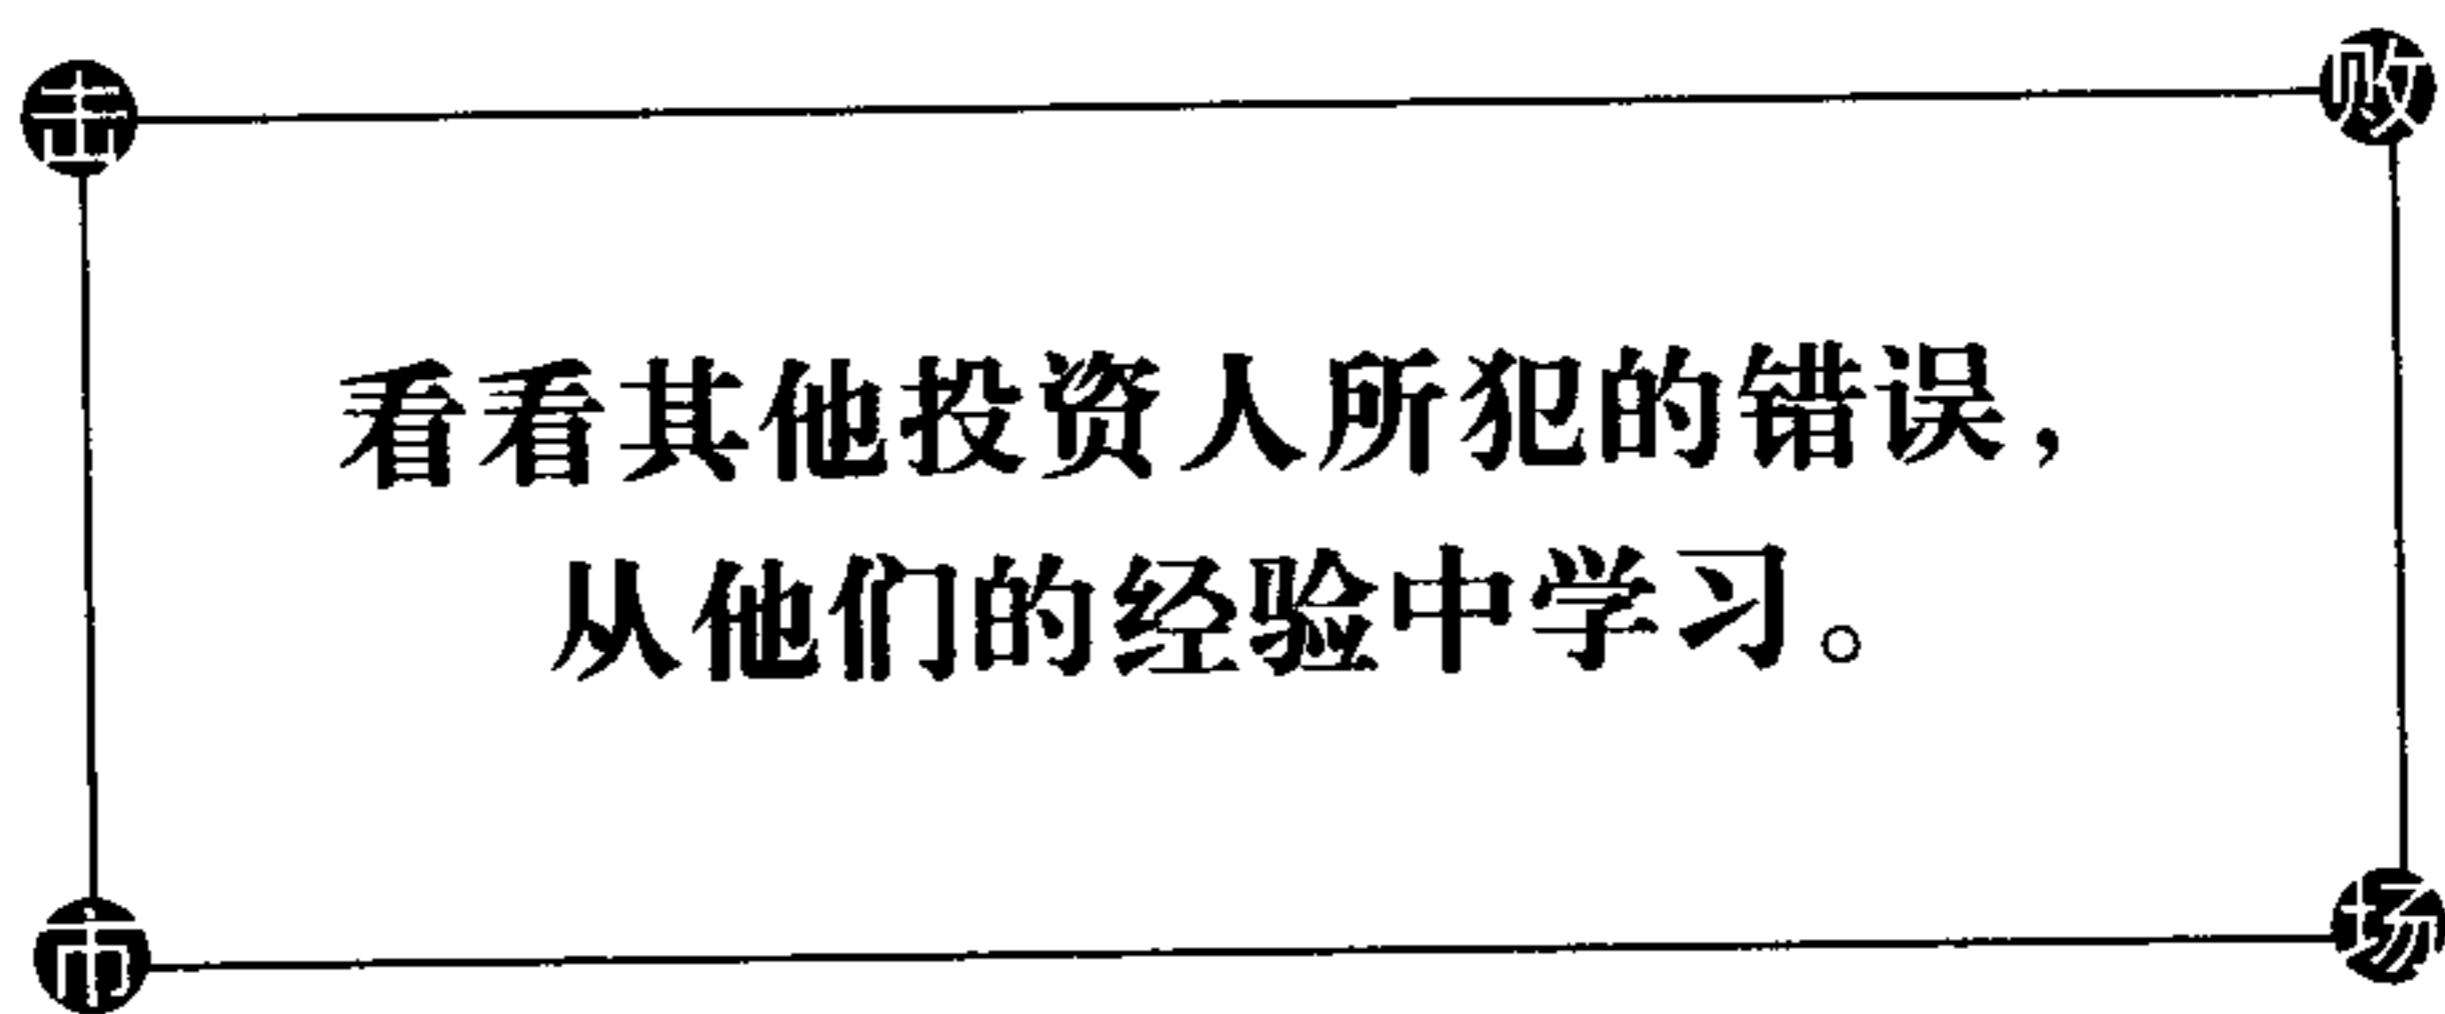 击 败
看看其他投资人所犯的错误，
从他们的经验中学习。
市 场